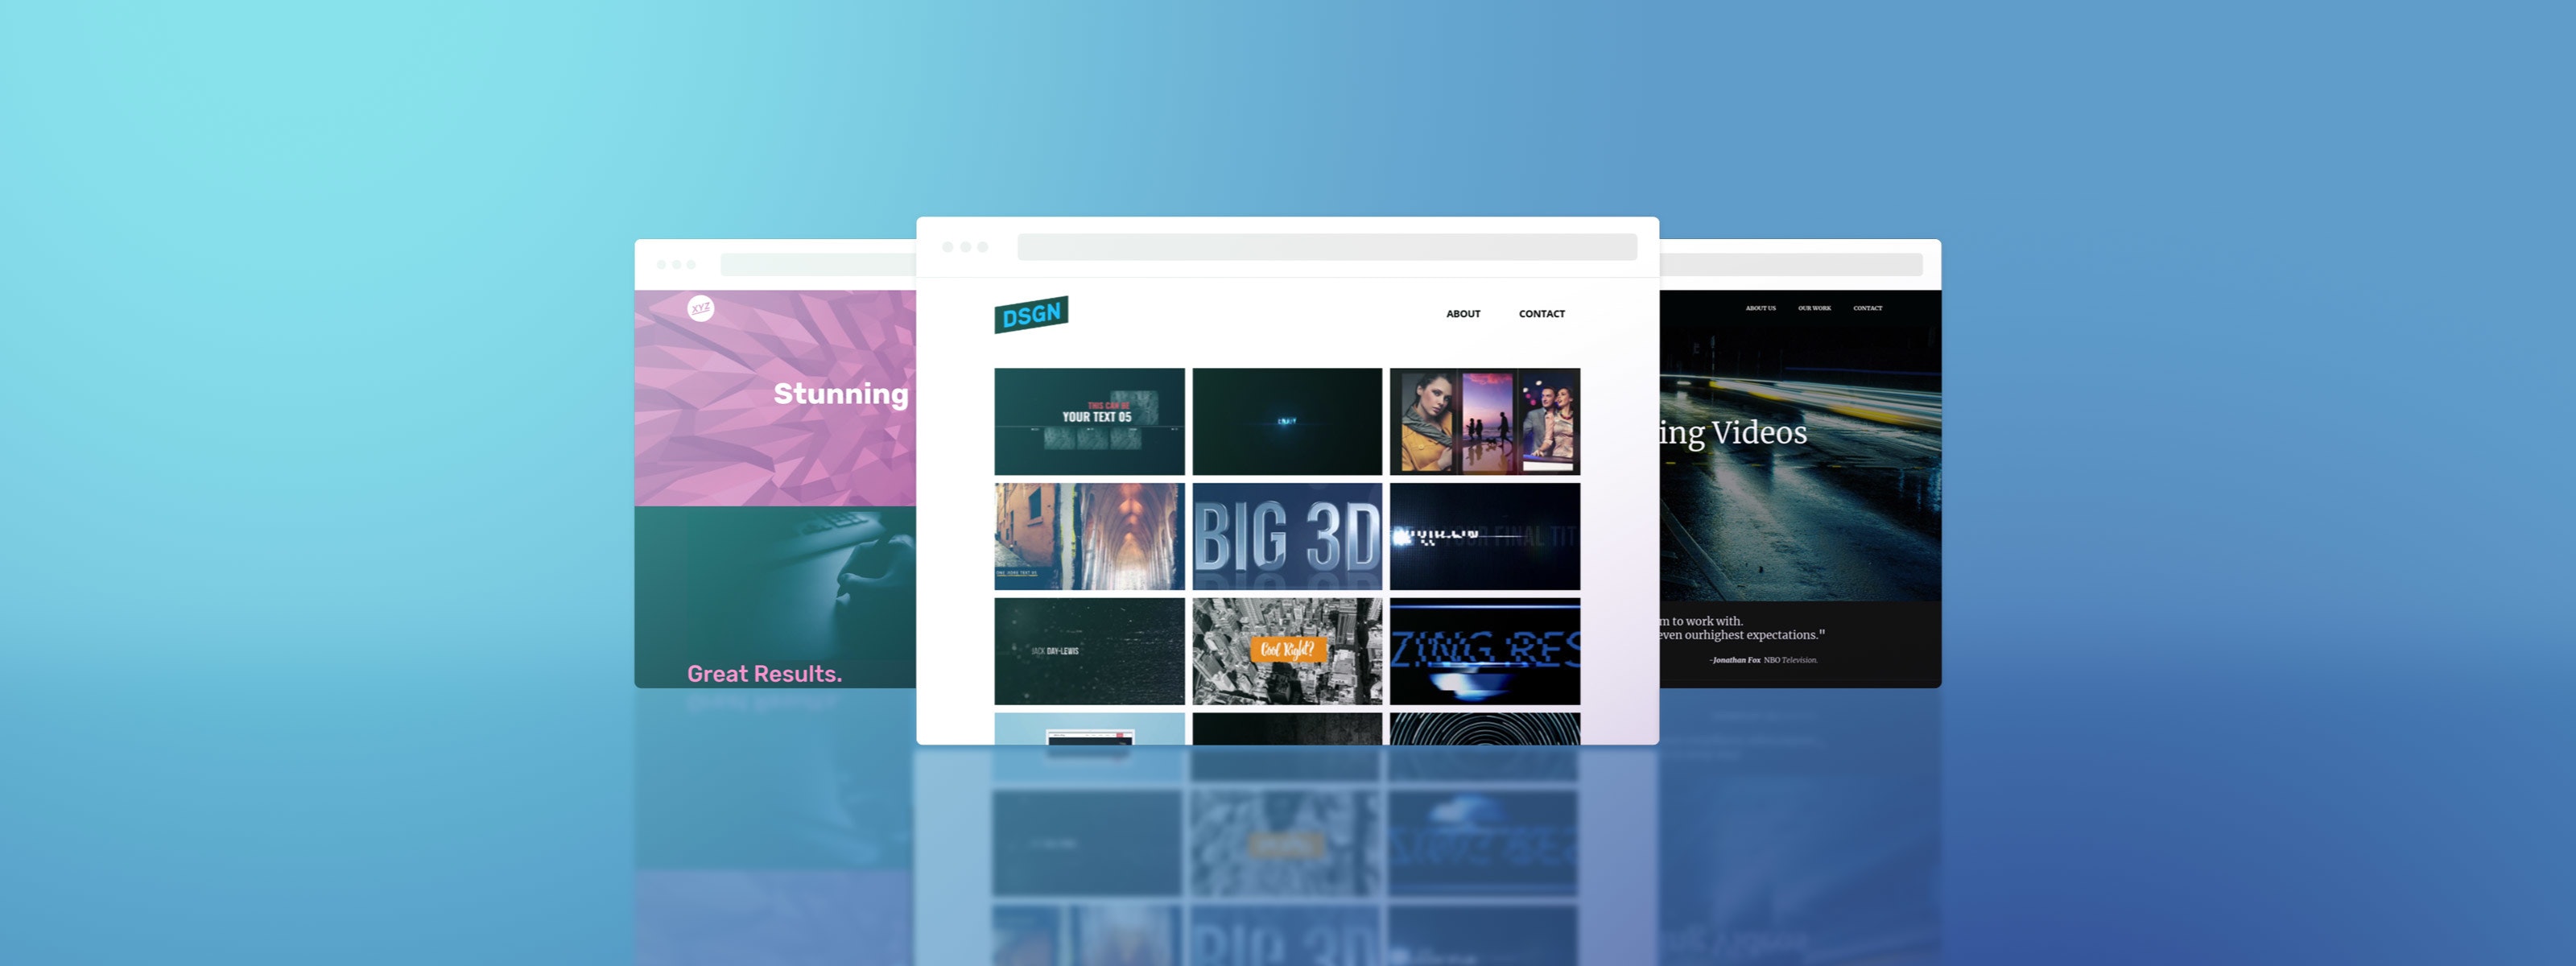 XYZ
Stunning
Great Results.
DSGN
ABOUT
CONTACT
THIS CAN BE
YOUR TEXT 05
BIG 3D
YOUR FINAL TIT
JACK DAY-LEWIS
Cool Right?
ZING RES
ABOUT US
OUR WORK
CONTACT
ing Videos
m to work with.
even ourhighest expectations."
-Jonathan Fox NBO Television.